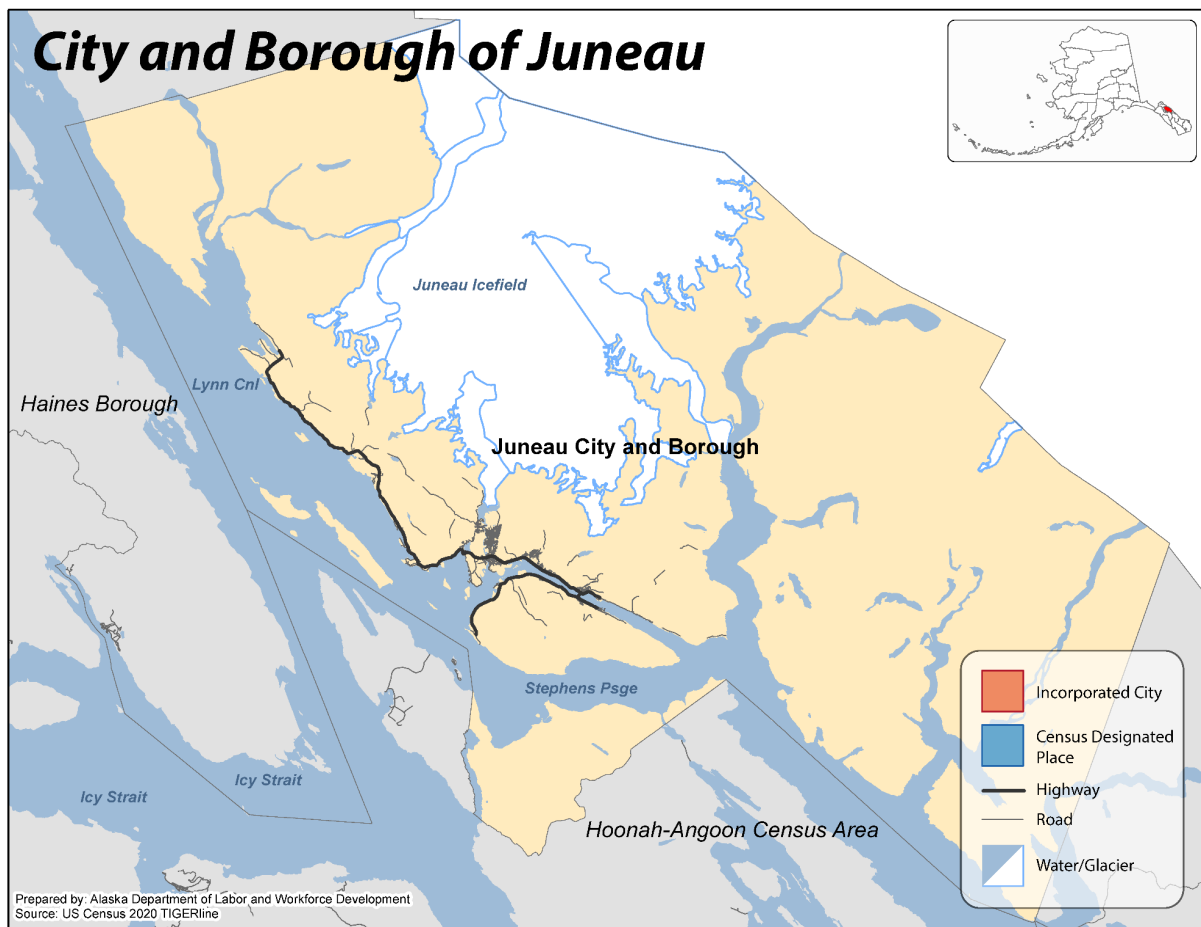 City and Borough of Juneau
Juneau Icefield
Lynn Cnl
Haines Borough
Juneau City and Borough
Stephens Psge
Icy Strait
Icy Strait
Hoonah-Angoon Census Area
Incorporated City
Census Designated
Place
Highway
Road
Water/Glacier
Prepared by: Alaska Department of Labor and Workforce Development
Source: US Census 2020 TIGERline